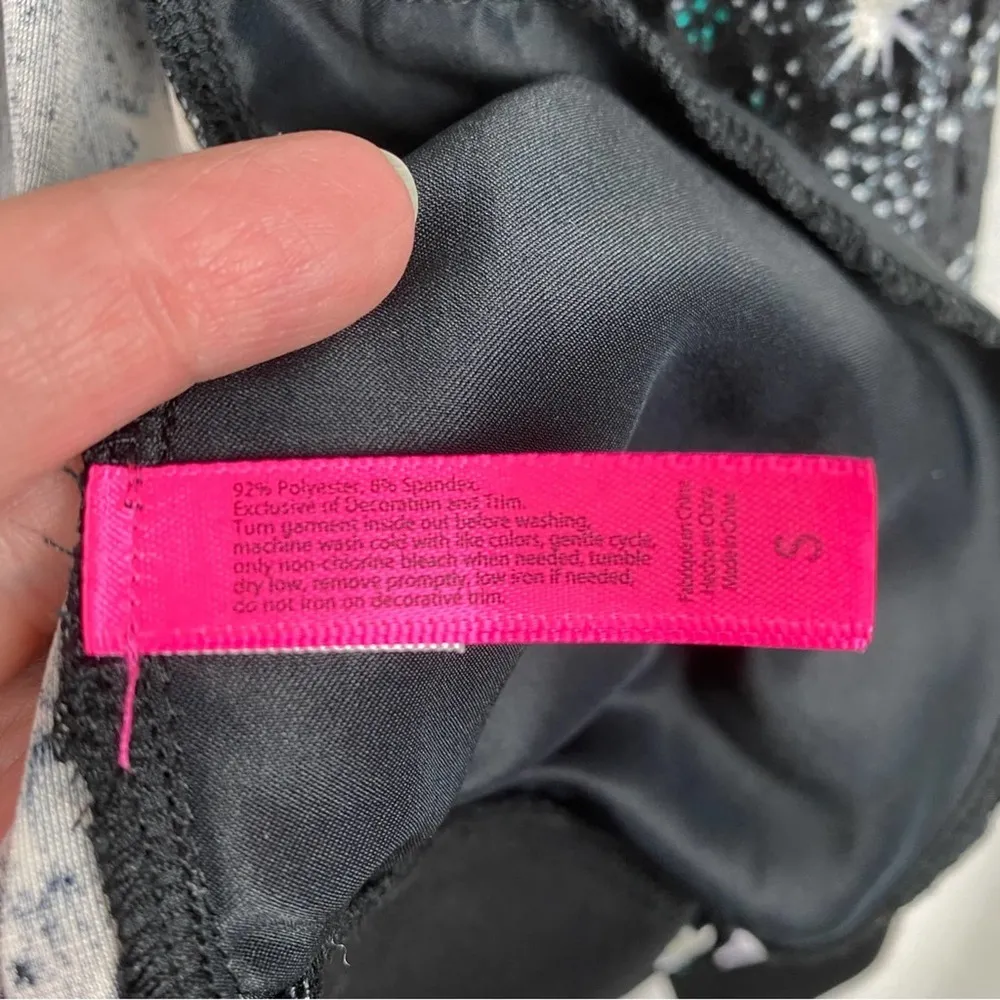 92% Polyester, 8% Spandex.
Exclusive of Decoration and Trim.
Turn garment inside out before washing,
machine wash cold with like colors, gentle cycle,
only non-chlorine bleach when needed, tumble
dry low, remove promptly, low iron if needed,
do not iron on decorative trim.
Fabriqué en Chine
Hecho en China
Made in China
S